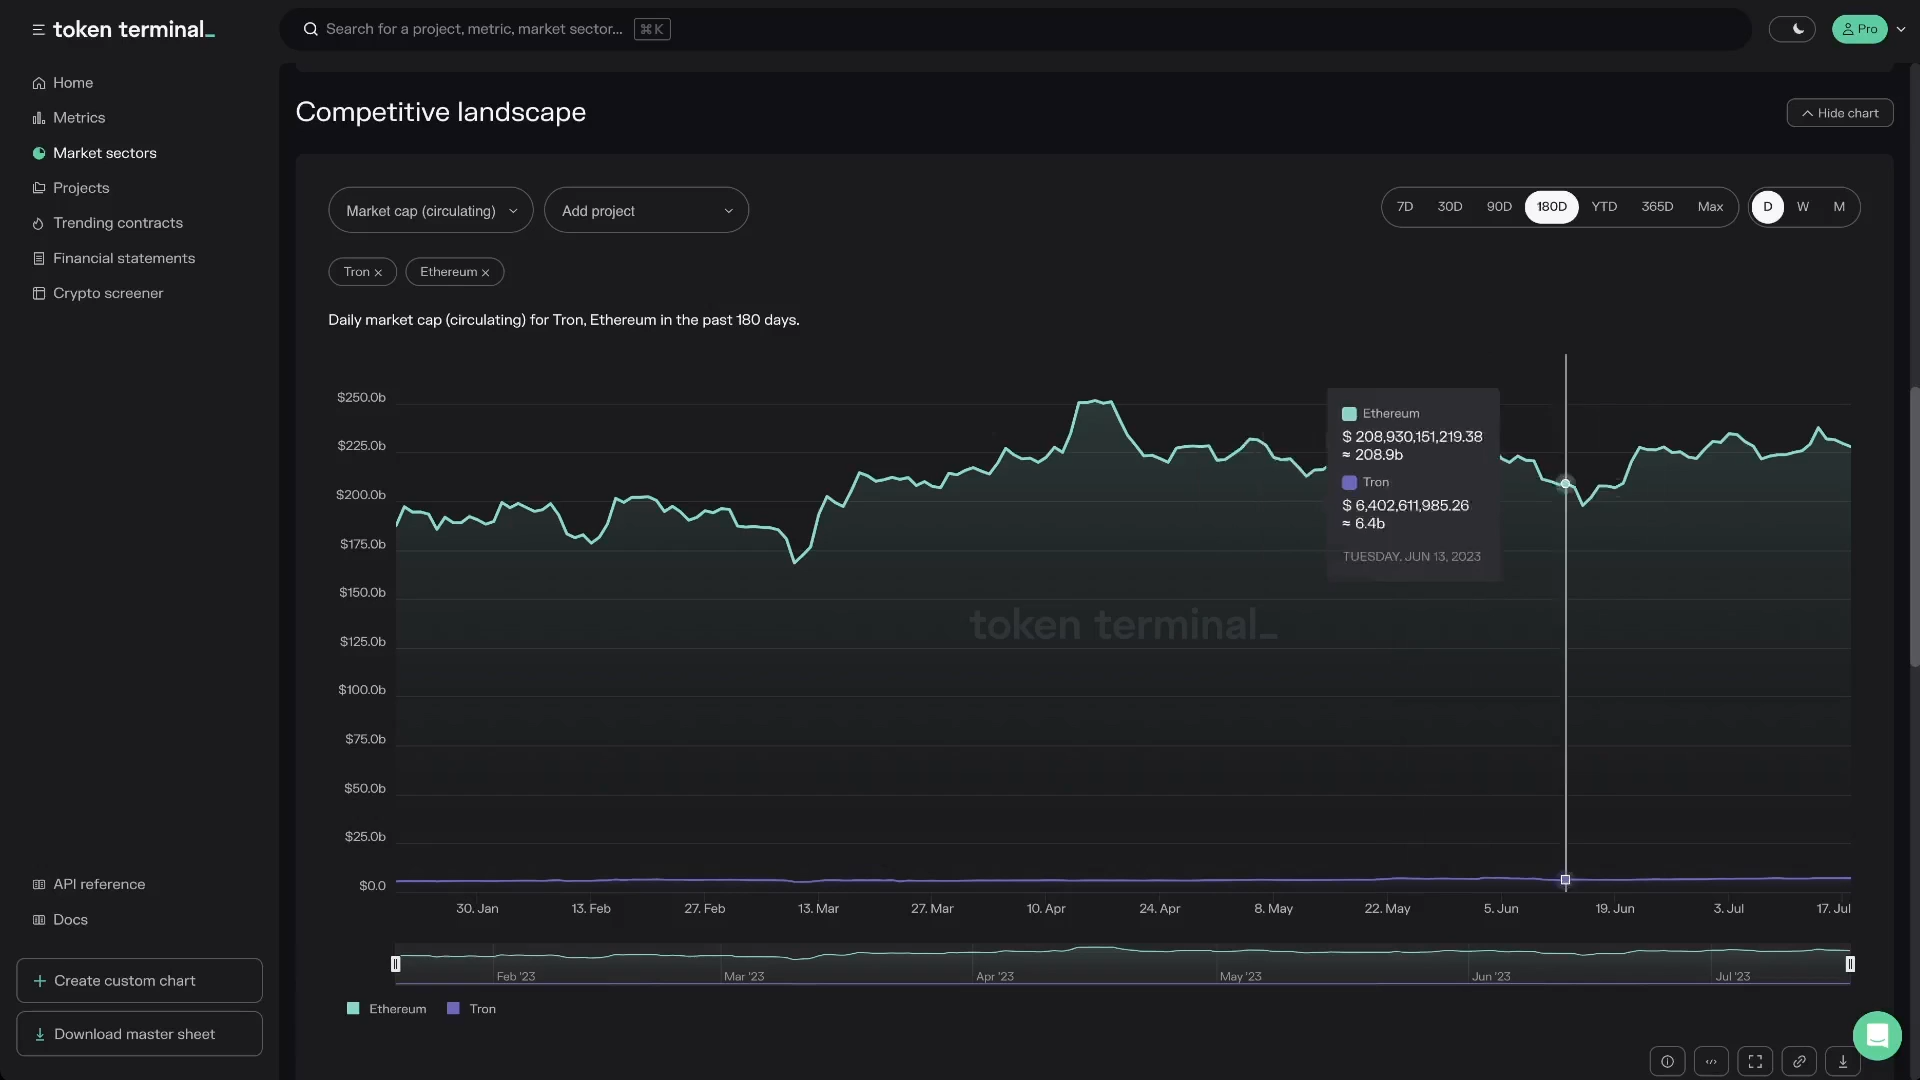 token terminal_
Search for a project, metric, market sector... ⌘K
Pro
Home
Metrics
Market sectors
Projects
Trending contracts
Financial statements
Crypto screener
API reference
Docs
+ Create custom chart
Download master sheet
Competitive landscape
Hide chart
Market cap (circulating)
Add project
7D 30D 90D 180D YTD 365D Max
D W M
Tron ×
Ethereum ×
Daily market cap (circulating) for Tron, Ethereum in the past 180 days.
$250.0b
$225.0b
$200.0b
$175.0b
$150.0b
$125.0b
$100.0b
$75.0b
$50.0b
$25.0b
$0.0
Ethereum
$ 208,930,151,219.38
≈ 208.9b
Tron
$ 6,402,611,985.26
≈ 6.4b
TUESDAY, JUN 13, 2023
token terminal_
30. Jan 13. Feb 27. Feb 13. Mar 27. Mar 10. Apr 24. Apr 8. May 22. May 5. Jun 19. Jun 3. Jul 17. Jul
Feb '23 Mar '23 Apr '23 May '23 Jun '23 Jul '23
Ethereum Tron